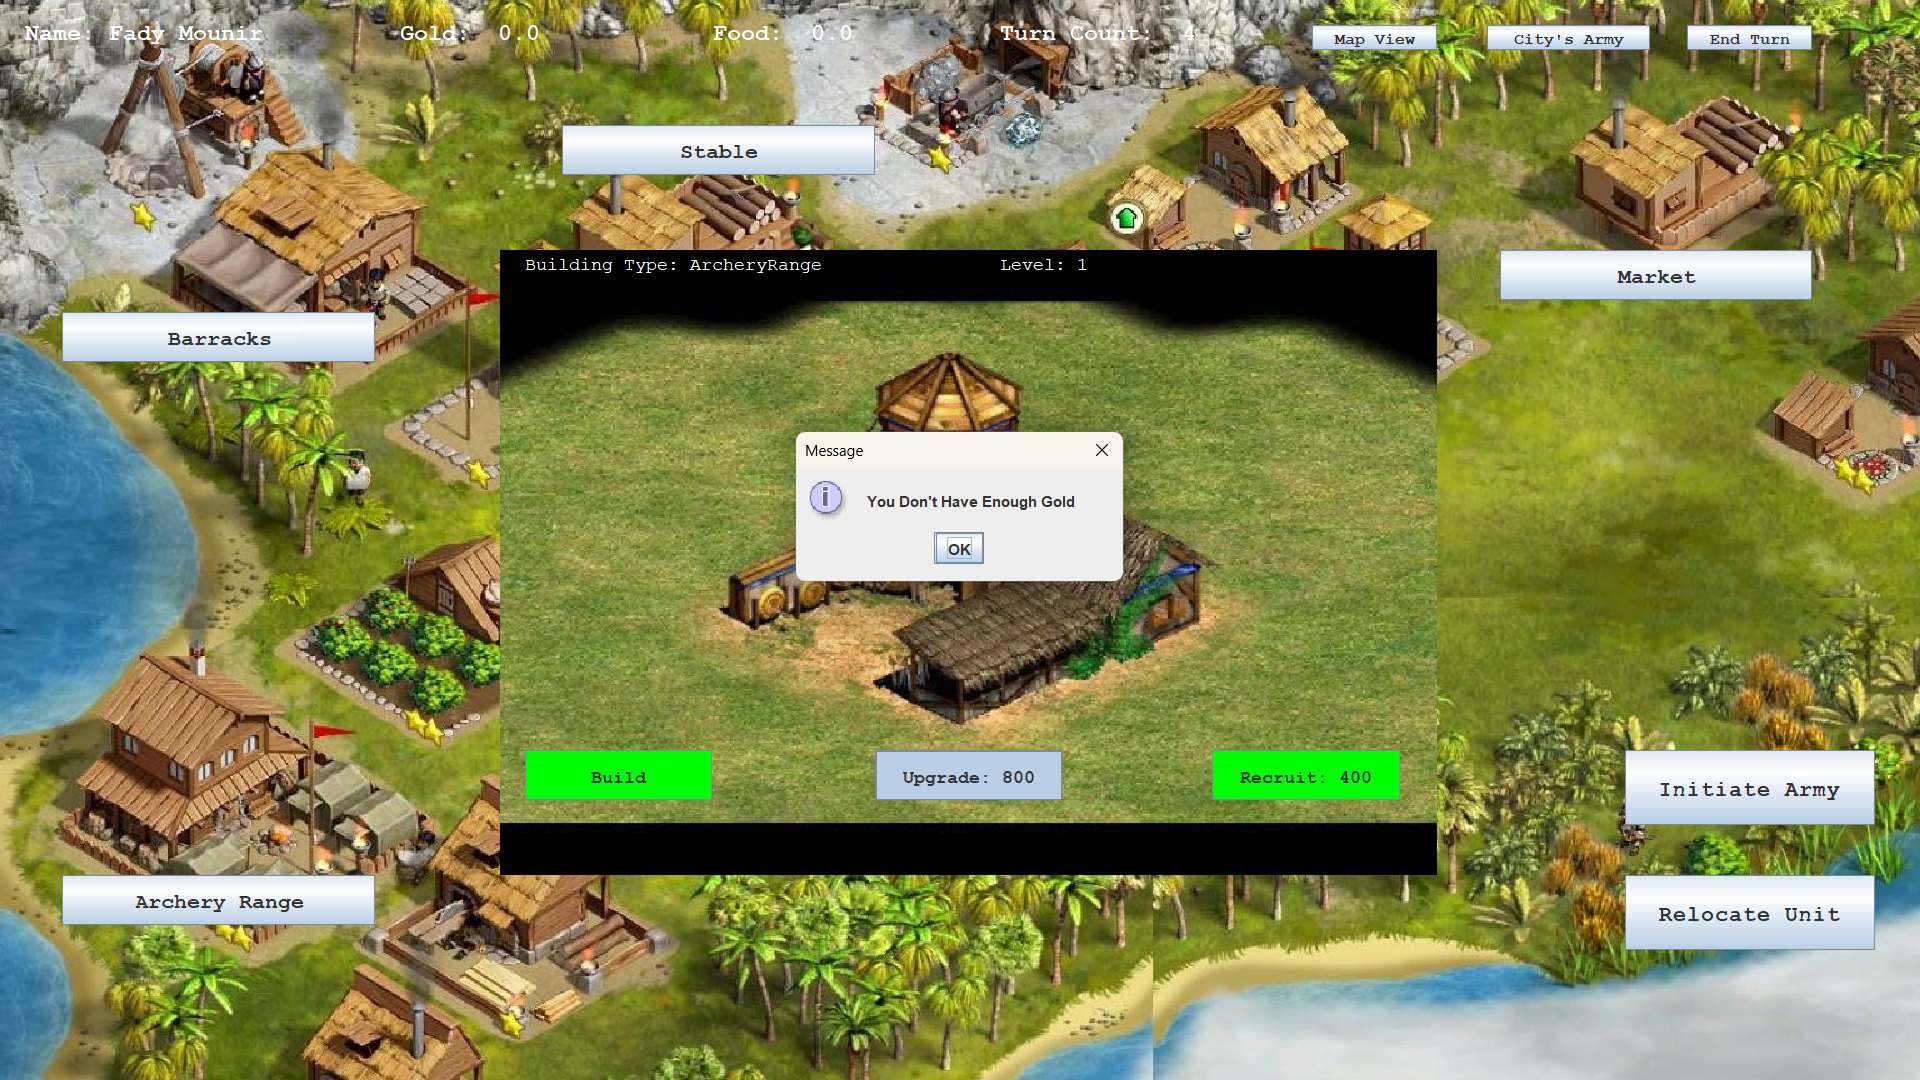 Name: Fady Mounir
Gold: 0.0
Food: 0.0
Turn Count: 4
Map View
City's Army
End Turn
Stable
Market
Barracks
Building Type: ArcheryRange
Level: 1
Message
You Don't Have Enough Gold
OK
Build
Upgrade: 800
Recruit: 400
Initiate Army
Archery Range
Relocate Unit